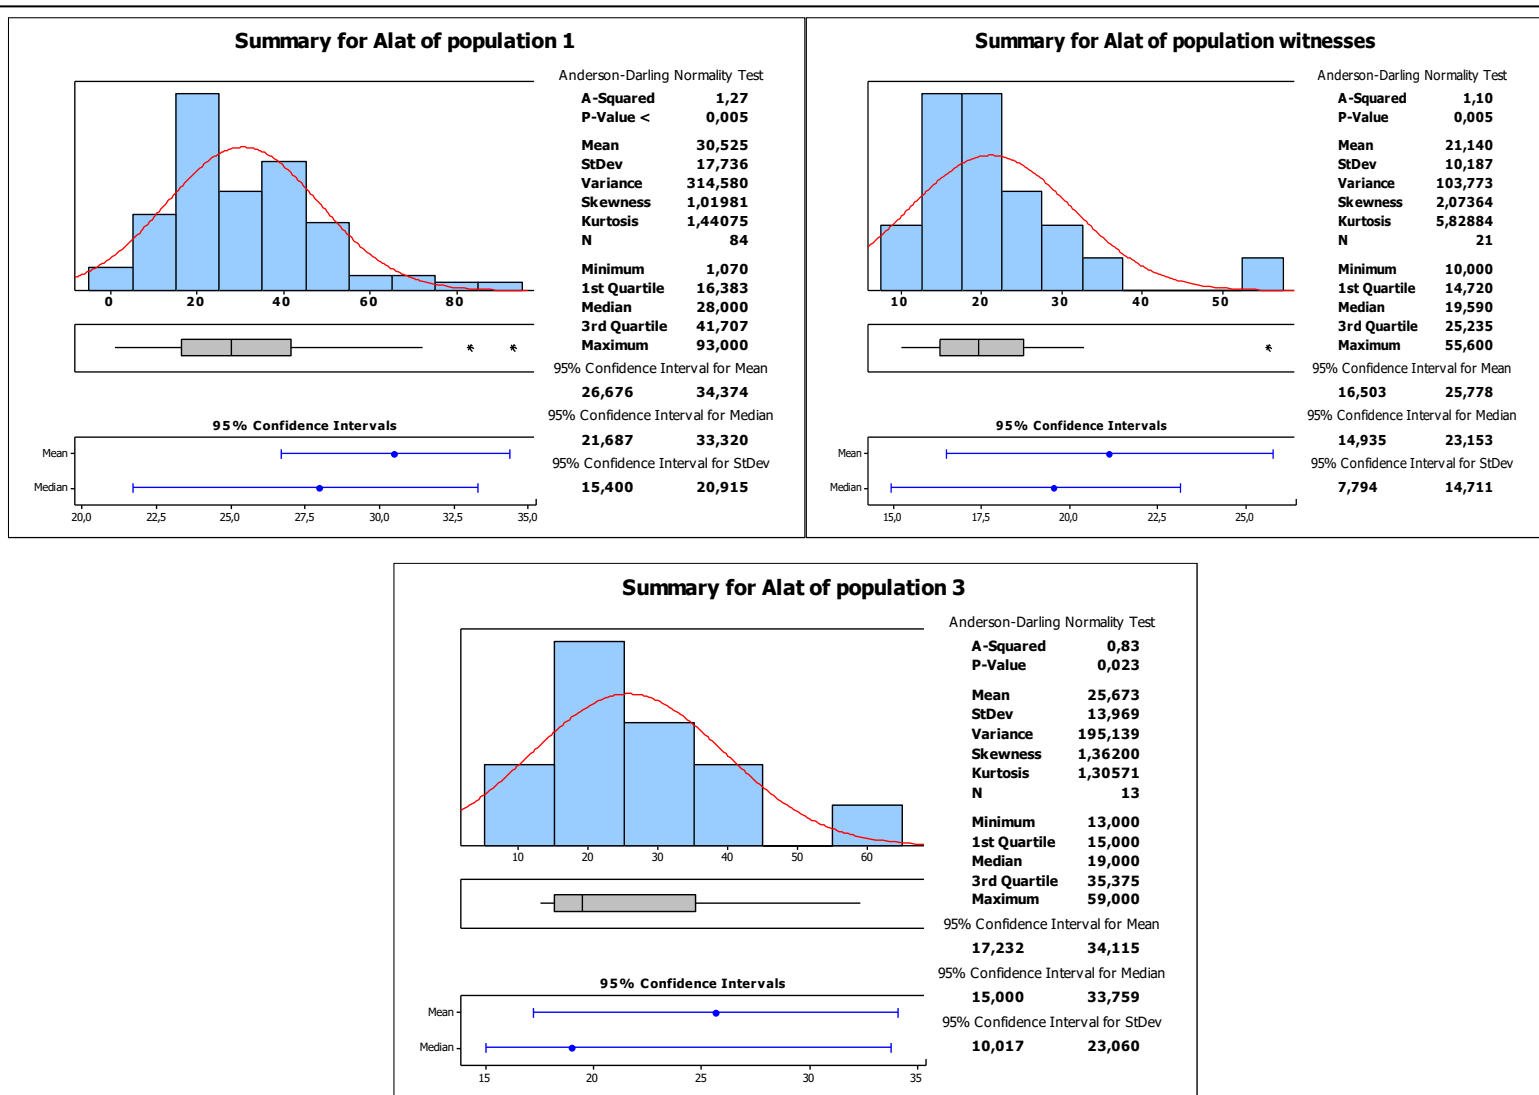 Summary for Alat of population 1
Anderson-Darling Normality Test
A-Squared 1,27
P-Value < 0,005
Mean 30,525
StDev 17,736
Variance 314,580
Skewness 1,01981
Kurtosis 1,44075
N 84
Minimum 1,070
1st Quartile 16,383
Median 28,000
3rd Quartile 41,707
Maximum 93,000
95% Confidence Interval for Mean
26,676 34,374
95% Confidence Interval for Median
21,687 33,320
95% Confidence Interval for StDev
15,400 20,915
0 20 40 60 80
95% Confidence Intervals
Mean
Median
20,0 22,5 25,0 27,5 30,0 32,5 35,0
Summary for Alat of population witnesses
Anderson-Darling Normality Test
A-Squared 1,10
P-Value 0,005
Mean 21,140
StDev 10,187
Variance 103,773
Skewness 2,07364
Kurtosis 5,82884
N 21
Minimum 10,000
1st Quartile 14,720
Median 19,590
3rd Quartile 25,235
Maximum 55,600
95% Confidence Interval for Mean
16,503 25,778
95% Confidence Interval for Median
14,935 23,153
95% Confidence Interval for StDev
7,794 14,711
10 20 30 40 50
95% Confidence Intervals
Mean
Median
15,0 17,5 20,0 22,5 25,0
Summary for Alat of population 3
Anderson-Darling Normality Test
A-Squared 0,83
P-Value 0,023
Mean 25,673
StDev 13,969
Variance 195,139
Skewness 1,36200
Kurtosis 1,30571
N 13
Minimum 13,000
1st Quartile 15,000
Median 19,000
3rd Quartile 35,375
Maximum 59,000
95% Confidence Interval for Mean
17,232 34,115
95% Confidence Interval for Median
15,000 33,759
95% Confidence Interval for StDev
10,017 23,060
10 20 30 40 50 60
95% Confidence Intervals
Mean
Median
15 20 25 30 35